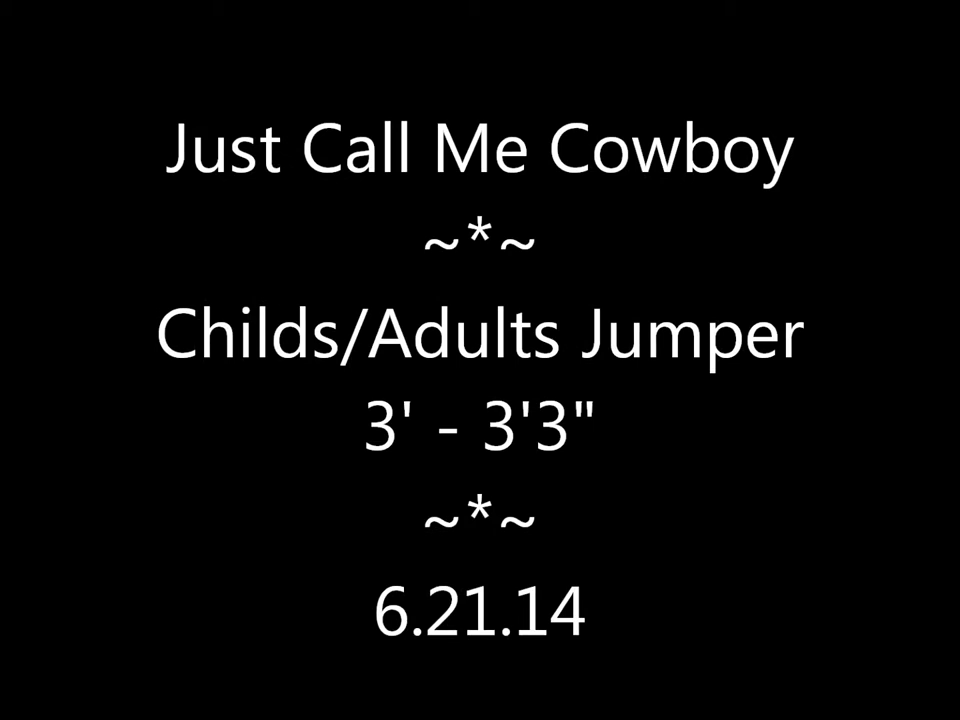 Just Call Me Cowboy
~*~
Childs/Adults Jumper
3' - 3'3"
~*~
6.21.14